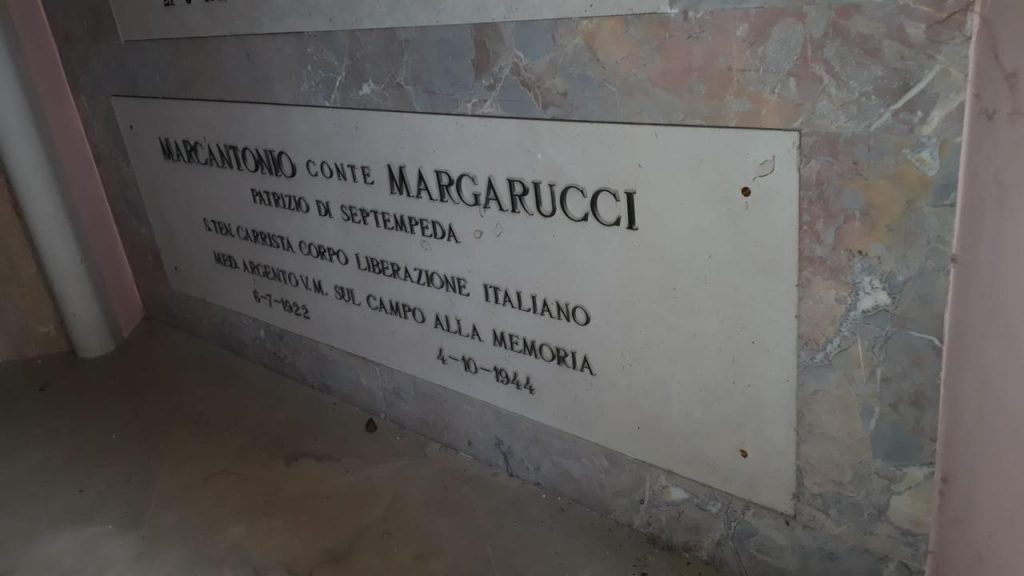 MARCANTONIO CONTE MARGARUCCI
PATRIZIO DI SEPTEMPEDA
S.TEN. CARRISTA CORPO LIBERAZIONE ITALIANO
MED. ARGENTO V.M. SUL CAMPO ALLA MEMORIA
6-7-1922 4-10-1944